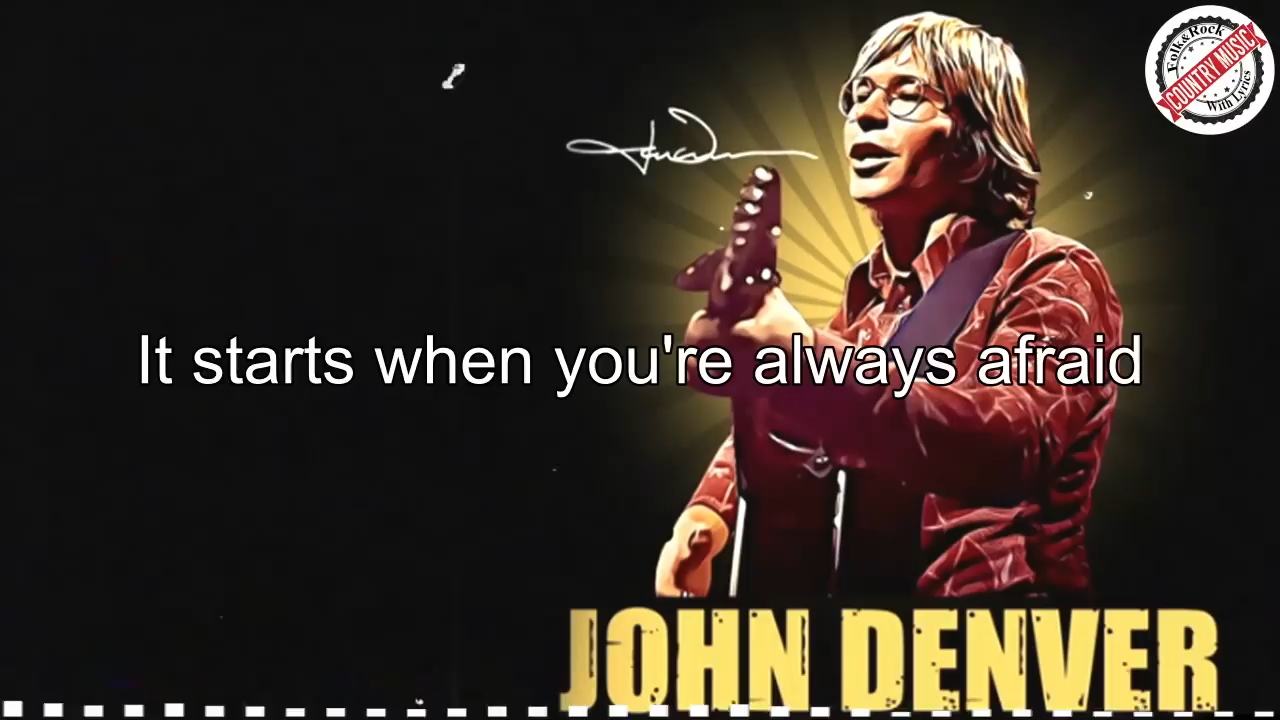 Folk&Rock
COUNTRY MUSIC
With Lyrics
It starts when you're always afraid
JOHN DENVER